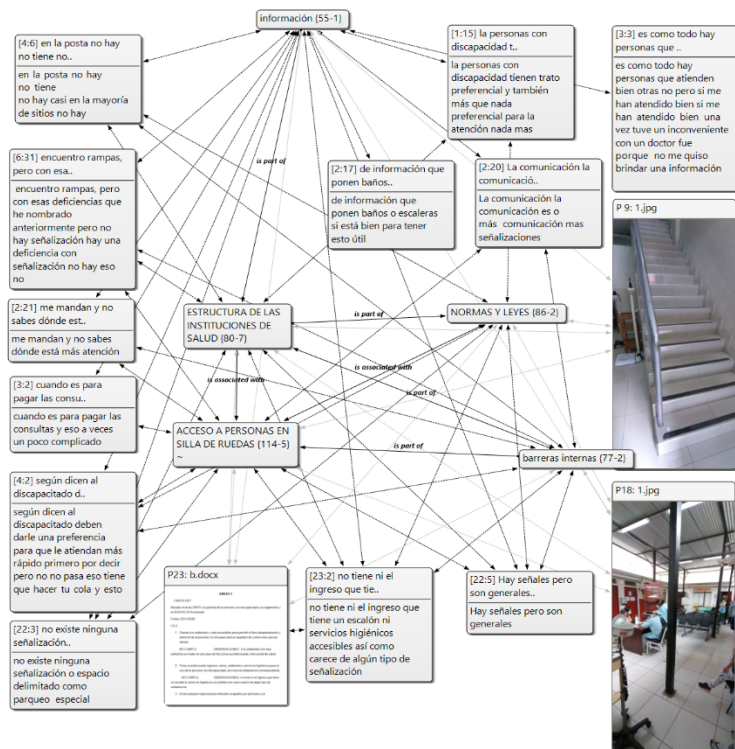 información {55-1}
[4:6] en la posta no hay
no tiene no..
en la posta no hay
no tiene
no hay casi en la mayoría
de sitios no hay
[1:15] la personas con
discapacidad t..
la personas con
discapacidad tienen trato
preferencial y también
más que nada
preferencial para la
atención nada mas
[3:3] es como todo hay
personas que ..
es como todo hay
personas que atienden
bien otras no pero si me
han atendido bien si me
han atendido bien una
vez tuve un inconveniente
con un doctor fue
porque no me quiso
brindar una información
is part of
[6:31] encuentro rampas,
pero con esa..
encuentro rampas, pero
con esas deficiencias que
he nombrado
anteriormente pero no
hay señalización hay una
deficiencia con
señalización no hay eso
no
[2:17] de información que
ponen baños..
de información que
ponen baños o escaleras
si está bien para tener
esto útil
[2:20] La comunicación la
comunicació..
La comunicación la
comunicación es o
más comunicación mas
señalizaciones
P 9: 1.jpg
[2:21] me mandan y no
sabes dónde est..
me mandan y no sabes
dónde está más atención
ESTRUCTURA DE LAS
INSTITUCIONES DE
SALUD {80-7}
is part of
NORMAS Y LEYES {86-2}
is associated with
is associated with
is part of
[3:2] cuando es para
pagar las consu..
cuando es para pagar las
consultas y eso a veces
un poco complicado
ACCESO A PERSONAS EN
SILLA DE RUEDAS {114-5}
~
is part of
barreras internas {77-2}
[4:2] según dicen al
discapacitado d..
según dicen al
discapacitado deben
darle una preferencia
para que le atiendan más
rápido primero por decir
pero no no pasa eso tiene
que hacer tu cola y esto
P18: 1.jpg
P23: b.docx
[23:2] no tiene ni el
ingreso que tie..
no tiene ni el ingreso que
tiene un escalón ni
servicios higiénicos
accesibles así como
carece de algún tipo de
señalización
[22:5] Hay señales pero
son generales..
Hay señales pero son
generales
[22:3] no existe ninguna
señalización..
no existe ninguna
señalización o espacio
delimitado como
parqueo especial